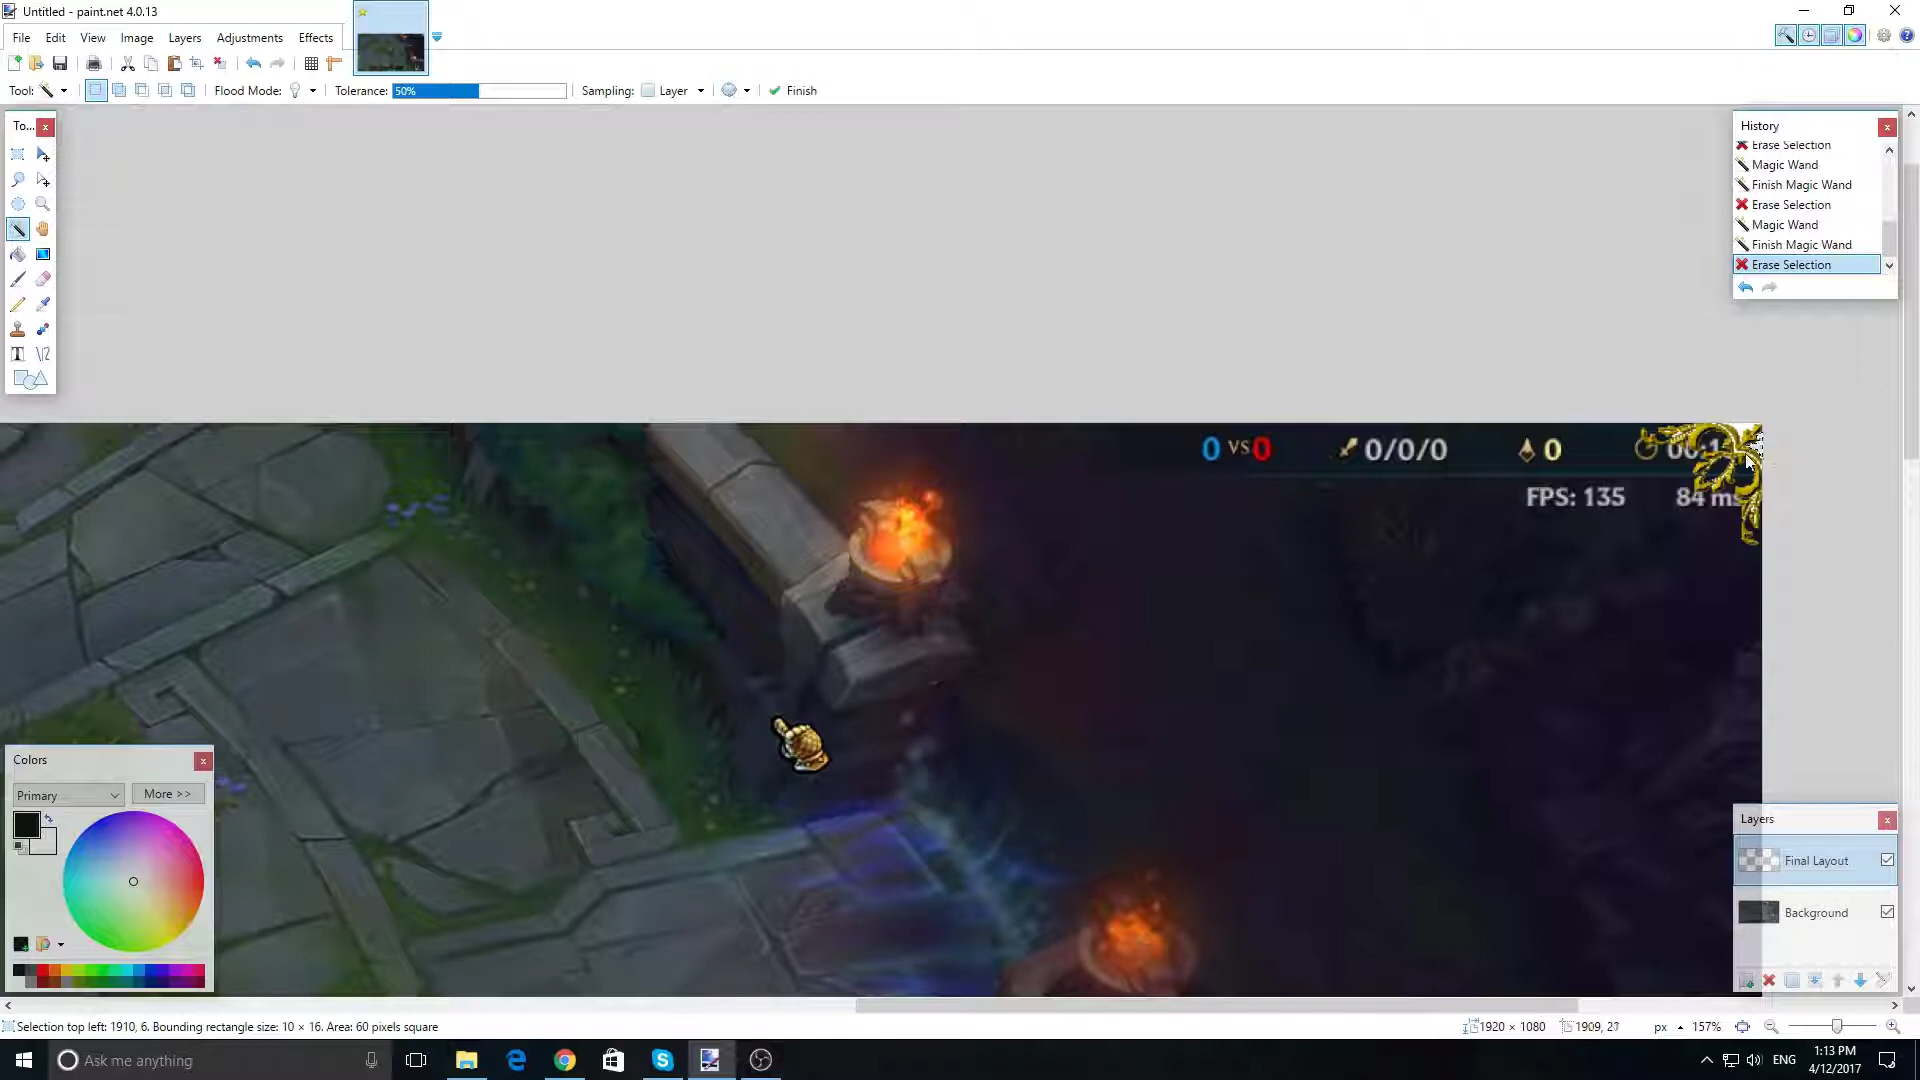 Untitled - paint.net 4.0.13
File Edit View Image Layers Adjustments Effects
Tool: Flood Mode: Tolerance: 50% Sampling: Layer Finish
To...
History
Erase Selection
Magic Wand
Finish Magic Wand
Erase Selection
Magic Wand
Finish Magic Wand
Erase Selection
0 VS 0 0/0/0 0
FPS: 135 84 ms
Colors
Primary More >>
Layers
Final Layout
Background
Selection top left: 1910, 6. Bounding rectangle size: 10 × 16. Area: 60 pixels square 1920 × 1080 px 157%
Ask me anything ENG 1:13 PM
4/12/2017